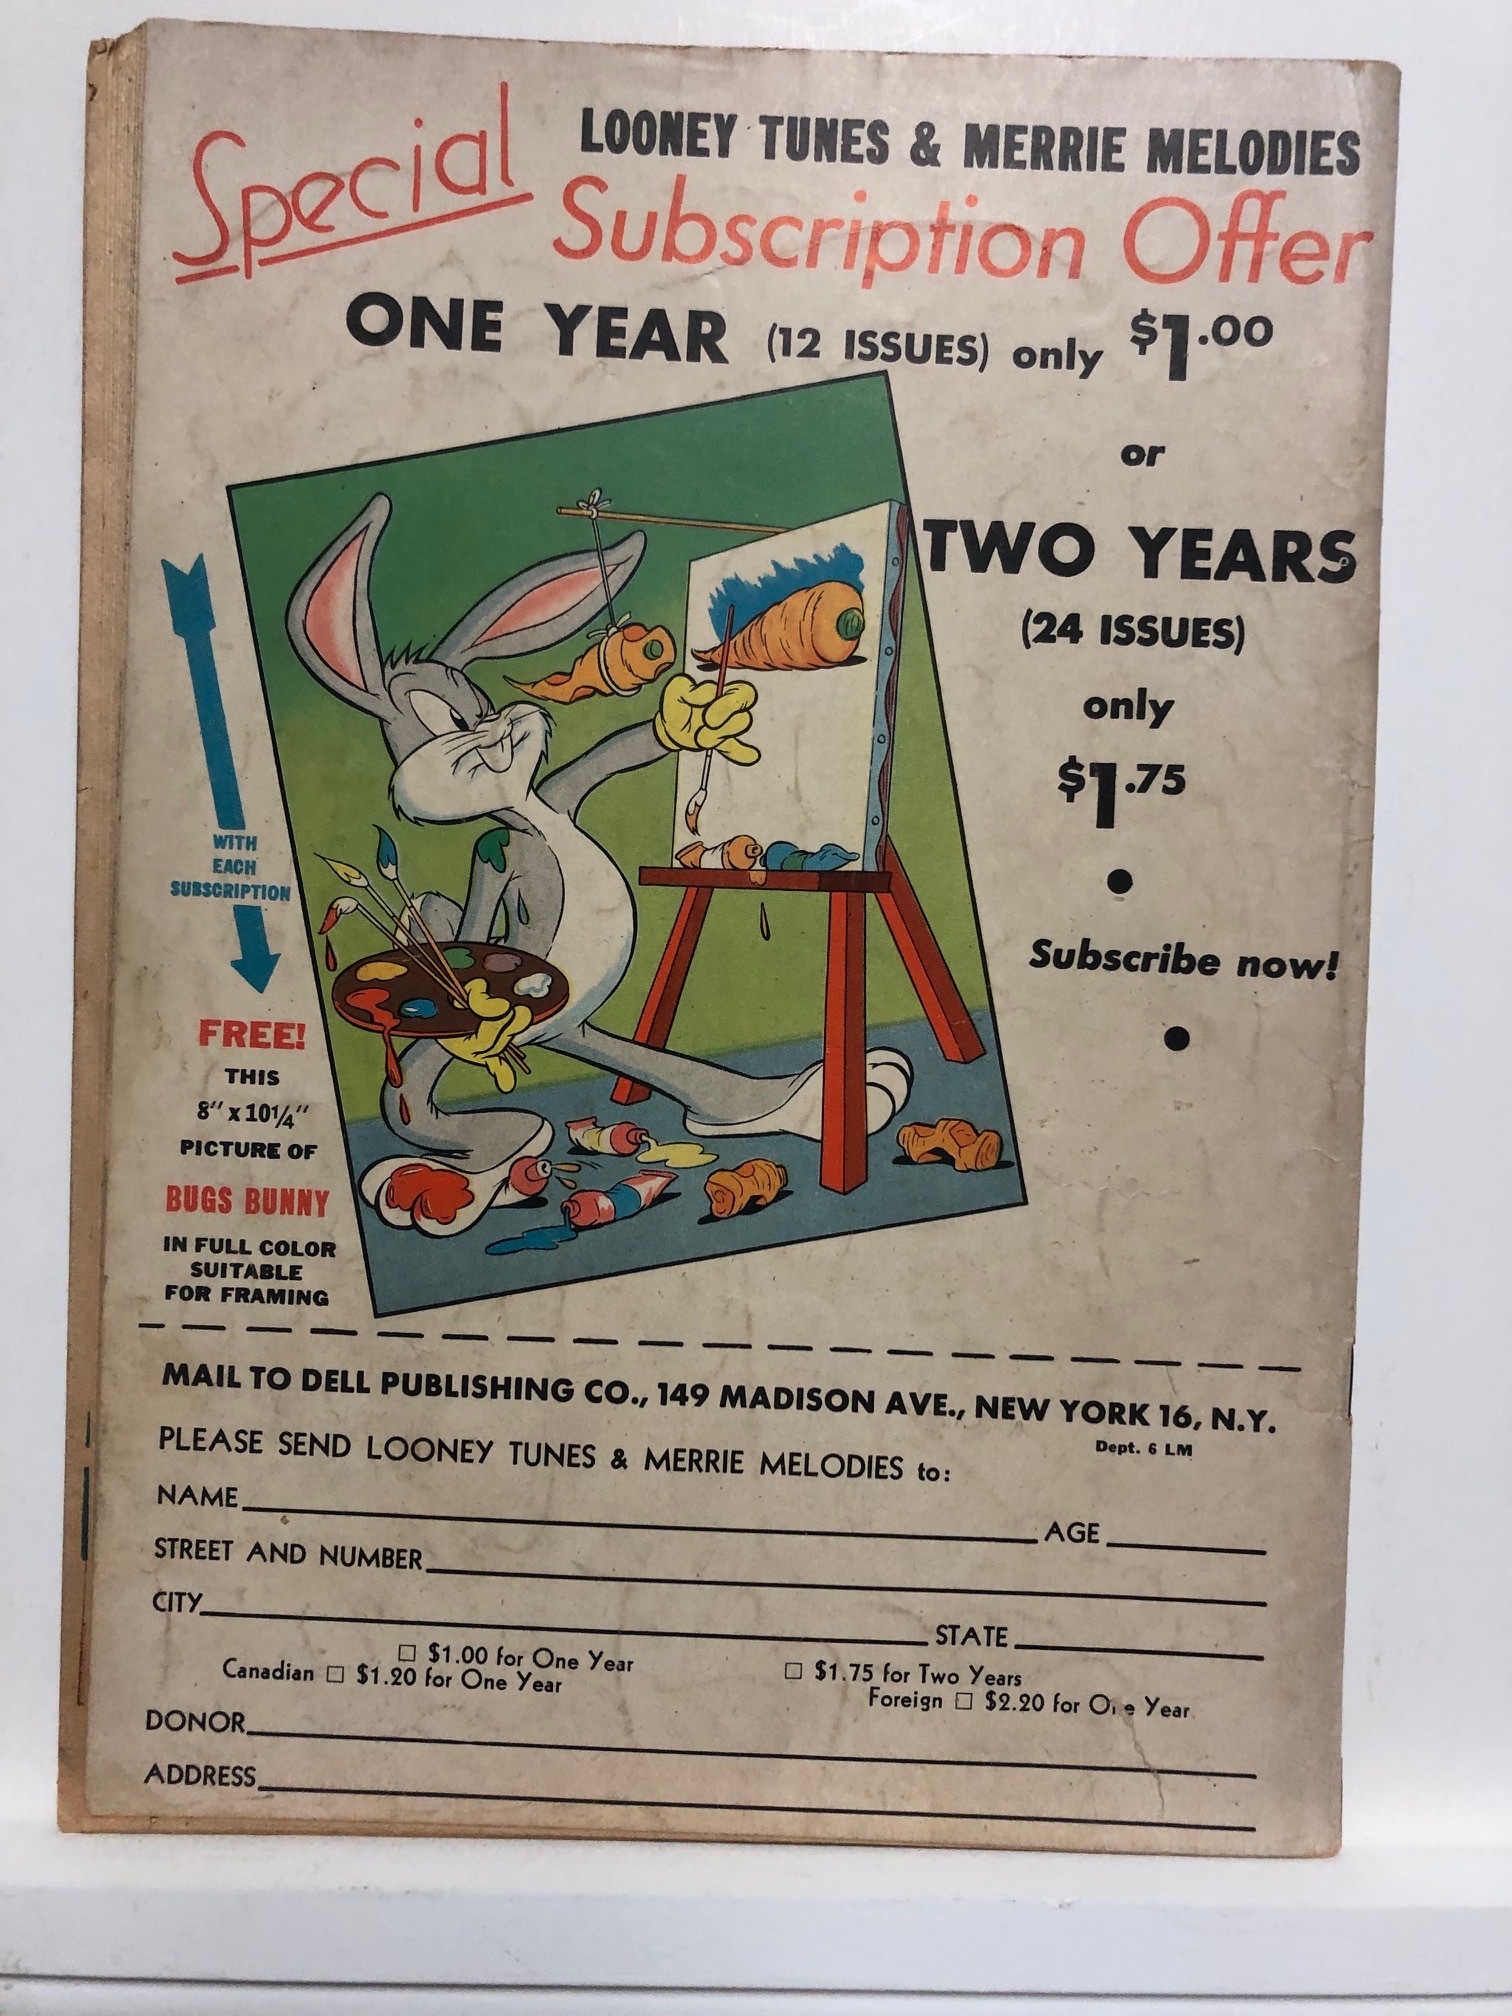 Special LOONEY TUNES & MERRIE MELODIES
Subscription Offer
ONE YEAR (12 ISSUES) only $1.00
or
TWO YEARS
(24 ISSUES)
only
$1.75
Subscribe now!
WITH
EACH
SUBSCRIPTION
FREE!
THIS
8" x 10¼"
PICTURE OF
BUGS BUNNY
IN FULL COLOR
SUITABLE
FOR FRAMING
MAIL TO DELL PUBLISHING CO., 149 MADISON AVE., NEW YORK 16, N.Y.
Dept. 6 LM
PLEASE SEND LOONEY TUNES & MERRIE MELODIES to:
NAME AGE
STREET AND NUMBER
CITY STATE
☐ $1.00 for One Year ☐ $1.75 for Two Years
Canadian ☐ $1.20 for One Year Foreign ☐ $2.20 for One Year
DONOR
ADDRESS